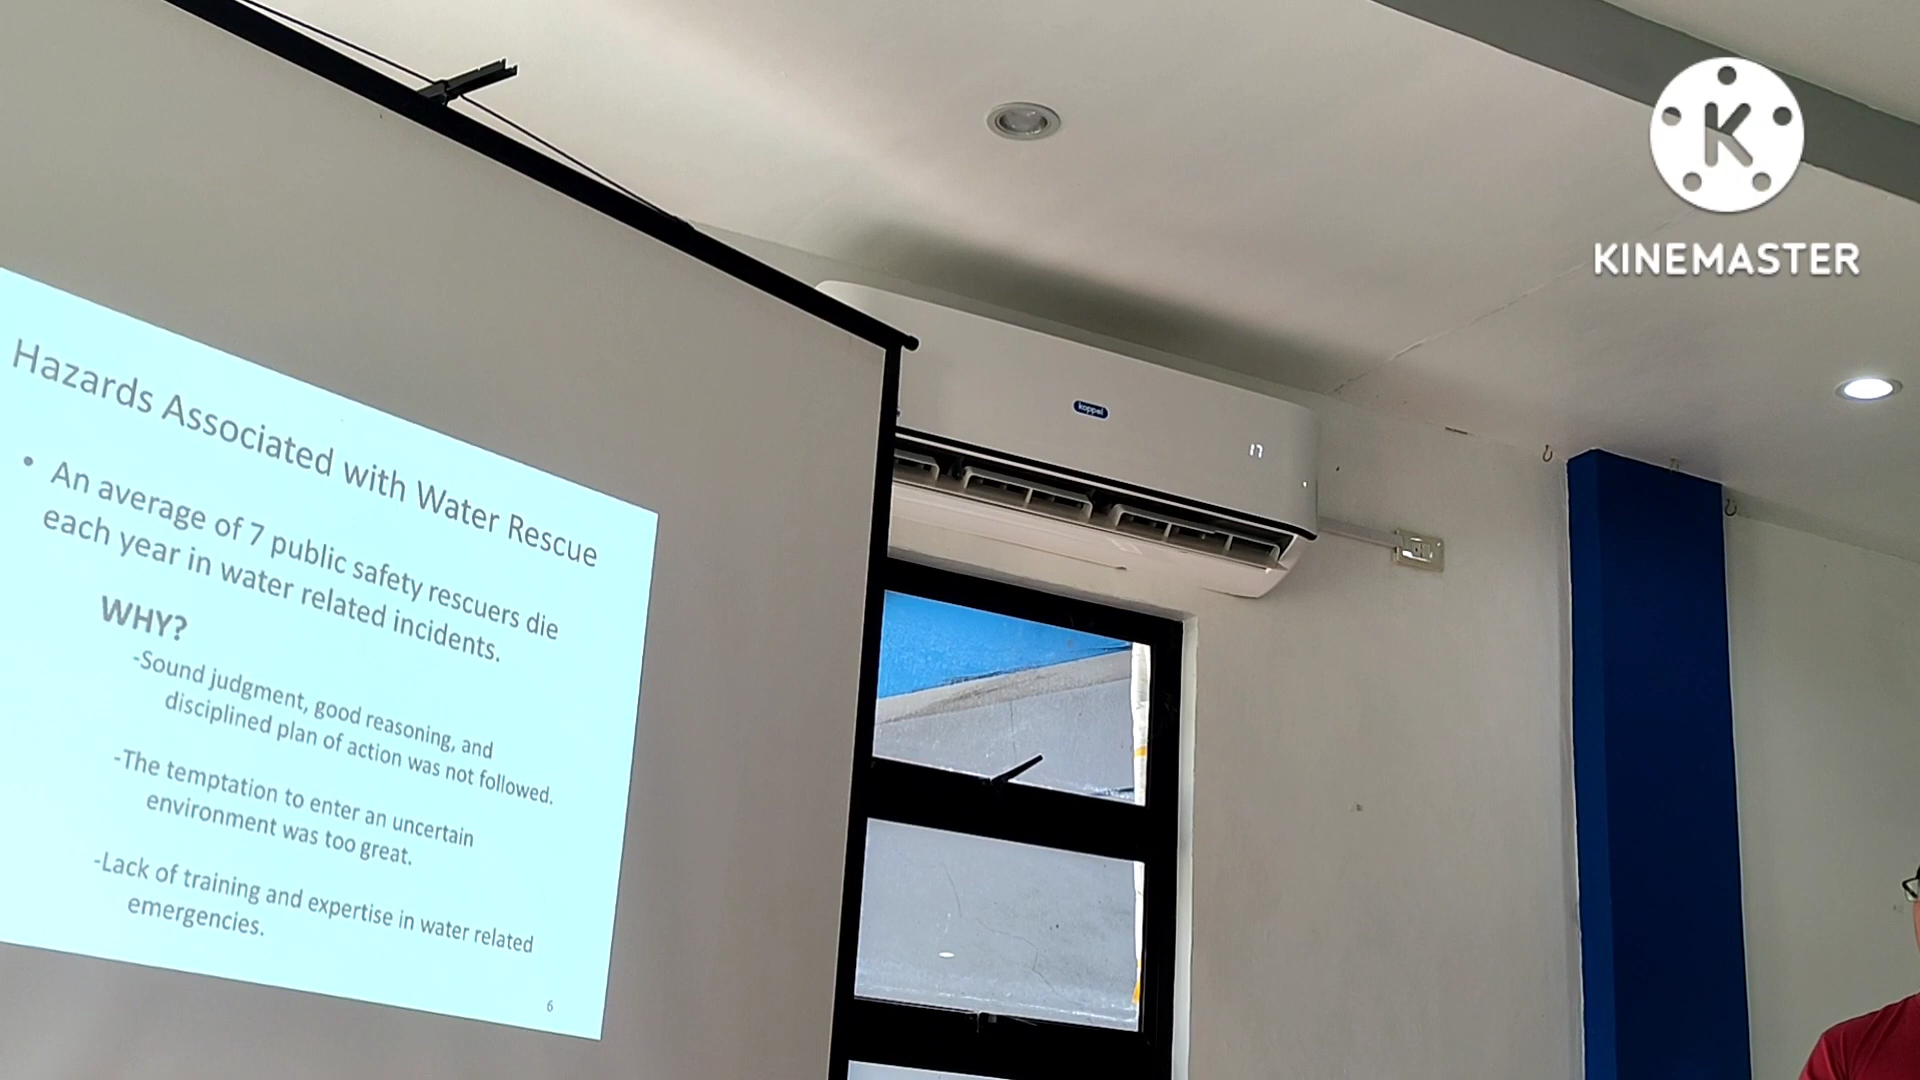 Hazards Associated with Water Rescue
• An average of 7 public safety rescuers die
each year in water related incidents.
WHY?
-Sound judgment, good reasoning, and
disciplined plan of action was not followed.
-The temptation to enter an uncertain
environment was too great.
-Lack of training and expertise in water related
emergencies.
6
koppel
17
K
KINEMASTER